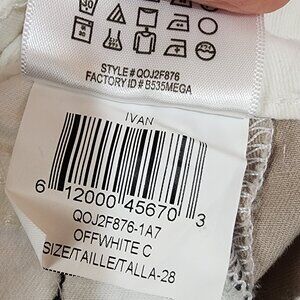 STYLE # QOJ2F876
FACTORY ID # B535MEGA
IVAN
6 12000 45670 3
QOJ2F876-1A7
OFFWHITE C
SIZE/TAILLE/TALLA-28